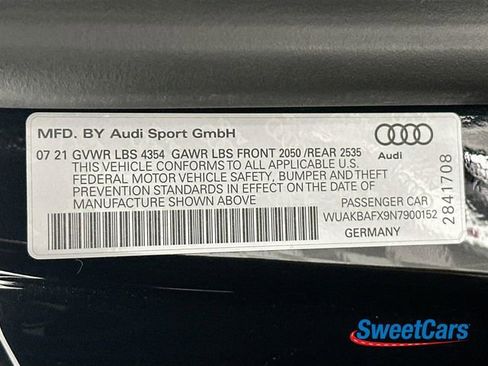 MFD. BY Audi Sport GmbH
07 21 GVWR LBS 4354 GAWR LBS FRONT 2050 /REAR 2535
THIS VEHICLE CONFORMS TO ALL APPLICABLE U.S.
FEDERAL MOTOR VEHICLE SAFETY, BUMPER AND THEFT
PREVENTION STANDARDS IN EFFECT ON THE DATE OF
MANUFACTURE SHOWN ABOVE
PASSENGER CAR
WUAKBAFX9N7900152
GERMANY
Audi
2841708
SweetCars